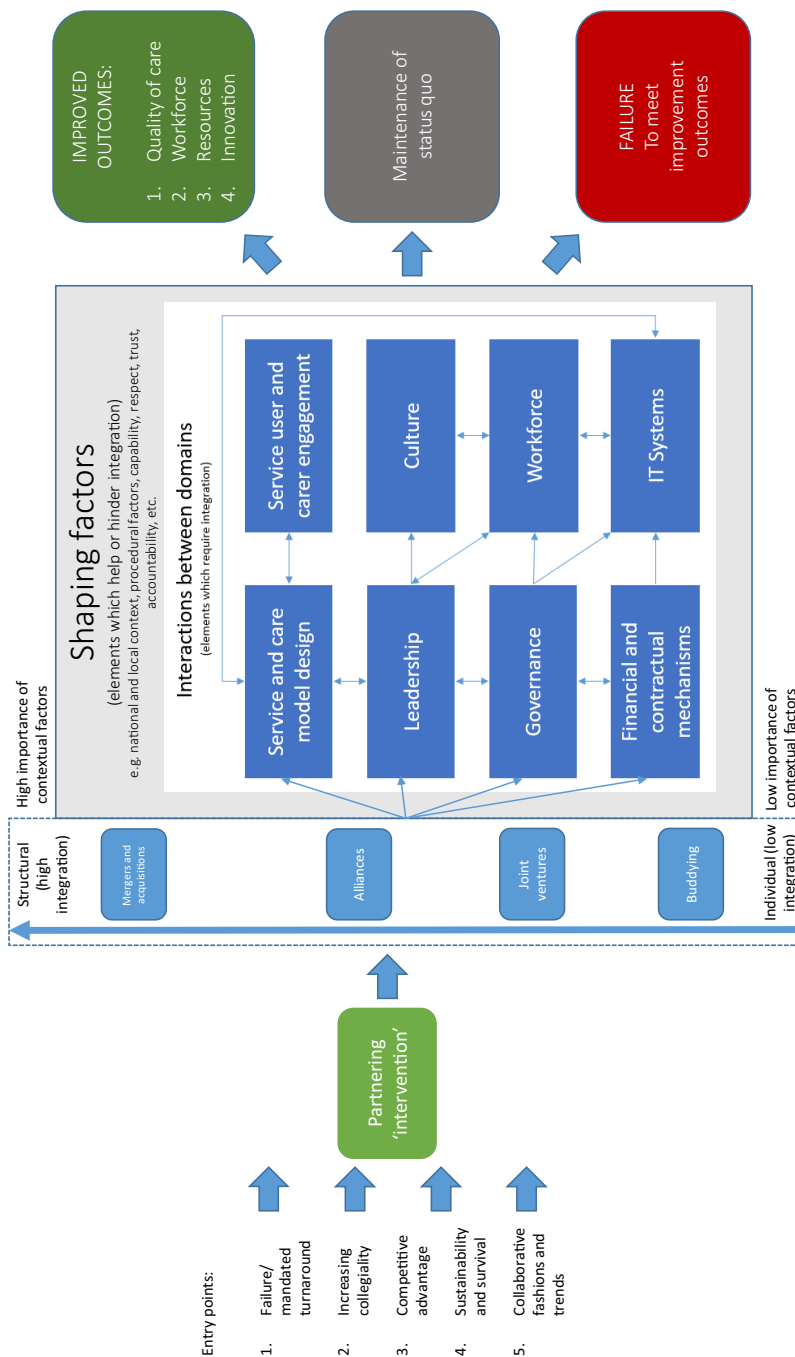 Entry points:
1. Failure/
mandated
turnaround
2. Increasing
collegiality
3. Competitive
advantage
4. Sustainability
and survival
5. Collaborative
fashions and
trends
Partnering
‘intervention’
Structural
(high
integration)
Mergers and
acquisitions
Alliances
Joint
ventures
Buddying
Individual (low
integration)
High importance of
contextual factors
Low importance of
contextual factors
Shaping factors
(elements which help or hinder integration)
e.g. national and local context, procedural factors, capability, respect, trust,
accountability, etc.
Interactions between domains
(elements which require integration)
Service and care
model design
Service user and
carer engagement
Leadership
Culture
Governance
Workforce
Financial and
contractual
mechanisms
IT Systems
IMPROVED
OUTCOMES:
1. Quality of care
2. Workforce
3. Resources
4. Innovation
Maintenance of
status quo
FAILURE
To meet
improvement
outcomes